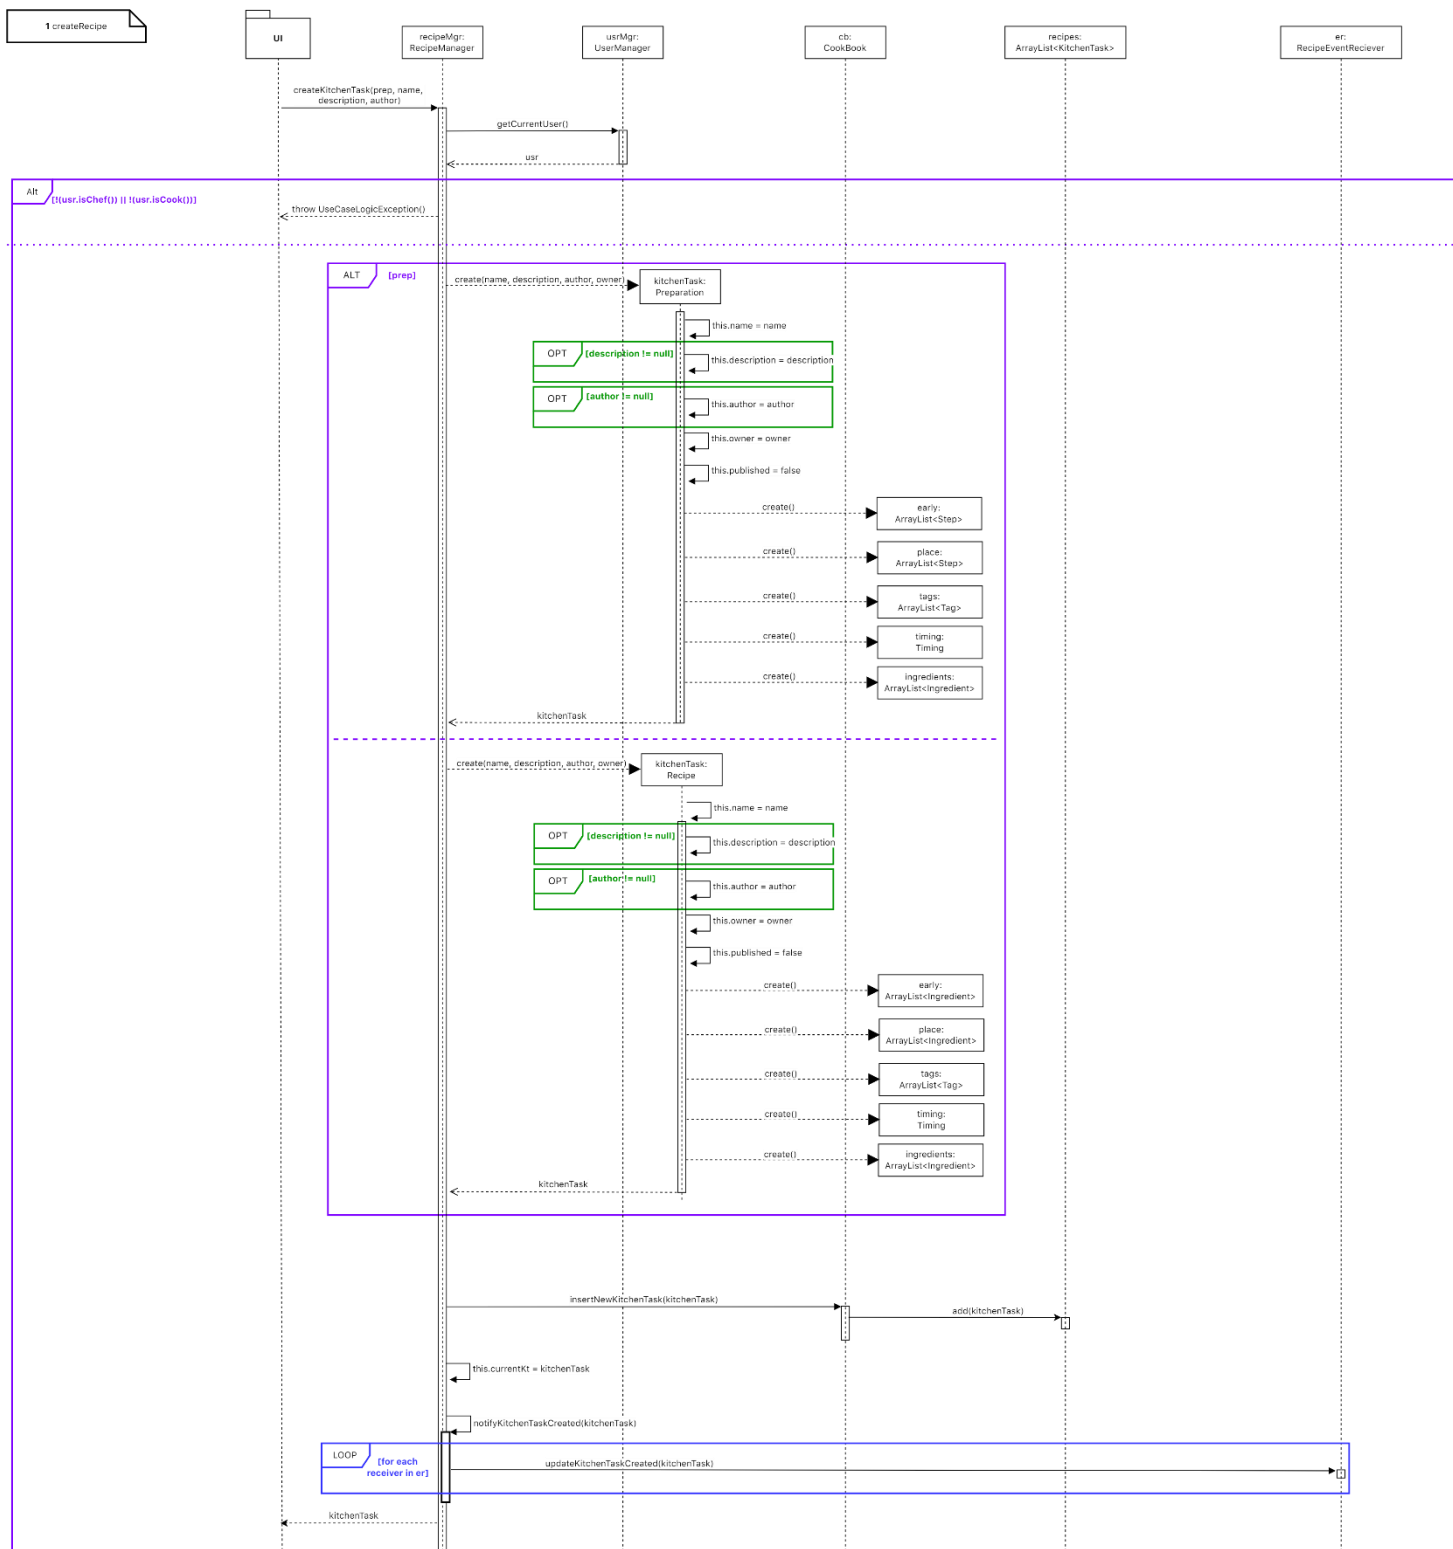 1 createRecipe
UI
recipeMgr:
RecipeManager
usrMgr:
UserManager
cb:
CookBook
recipes:
ArrayList<KitchenTask>
er:
RecipeEventReciever
createKitchenTask(prep, name,
description, author)
getCurrentUser()
usr
Alt
[!(usr.isChef()) || !(usr.isCook())]
throw UseCaseLogicException()
ALT
[prep]
create(name, description, author, owner)
kitchenTask:
Preparation
this.name = name
OPT
[description != null]
this.description = description
OPT
[author != null]
this.author = author
this.owner = owner
this.published = false
create()
early:
ArrayList<Step>
create()
place:
ArrayList<Step>
create()
tags:
ArrayList<Tag>
create()
timing:
Timing
create()
ingredients:
ArrayList<Ingredient>
kitchenTask
create(name, description, author, owner)
kitchenTask:
Recipe
this.name = name
OPT
[description != null]
this.description = description
OPT
[author != null]
this.author = author
this.owner = owner
this.published = false
create()
early:
ArrayList<Ingredient>
create()
place:
ArrayList<Ingredient>
create()
tags:
ArrayList<Tag>
create()
timing:
Timing
create()
ingredients:
ArrayList<Ingredient>
kitchenTask
insertNewKitchenTask(kitchenTask)
add(kitchenTask)
this.currentKt = kitchenTask
notifyKitchenTaskCreated(kitchenTask)
LOOP
[for each
receiver in er]
updateKitchenTaskCreated(kitchenTask)
kitchenTask